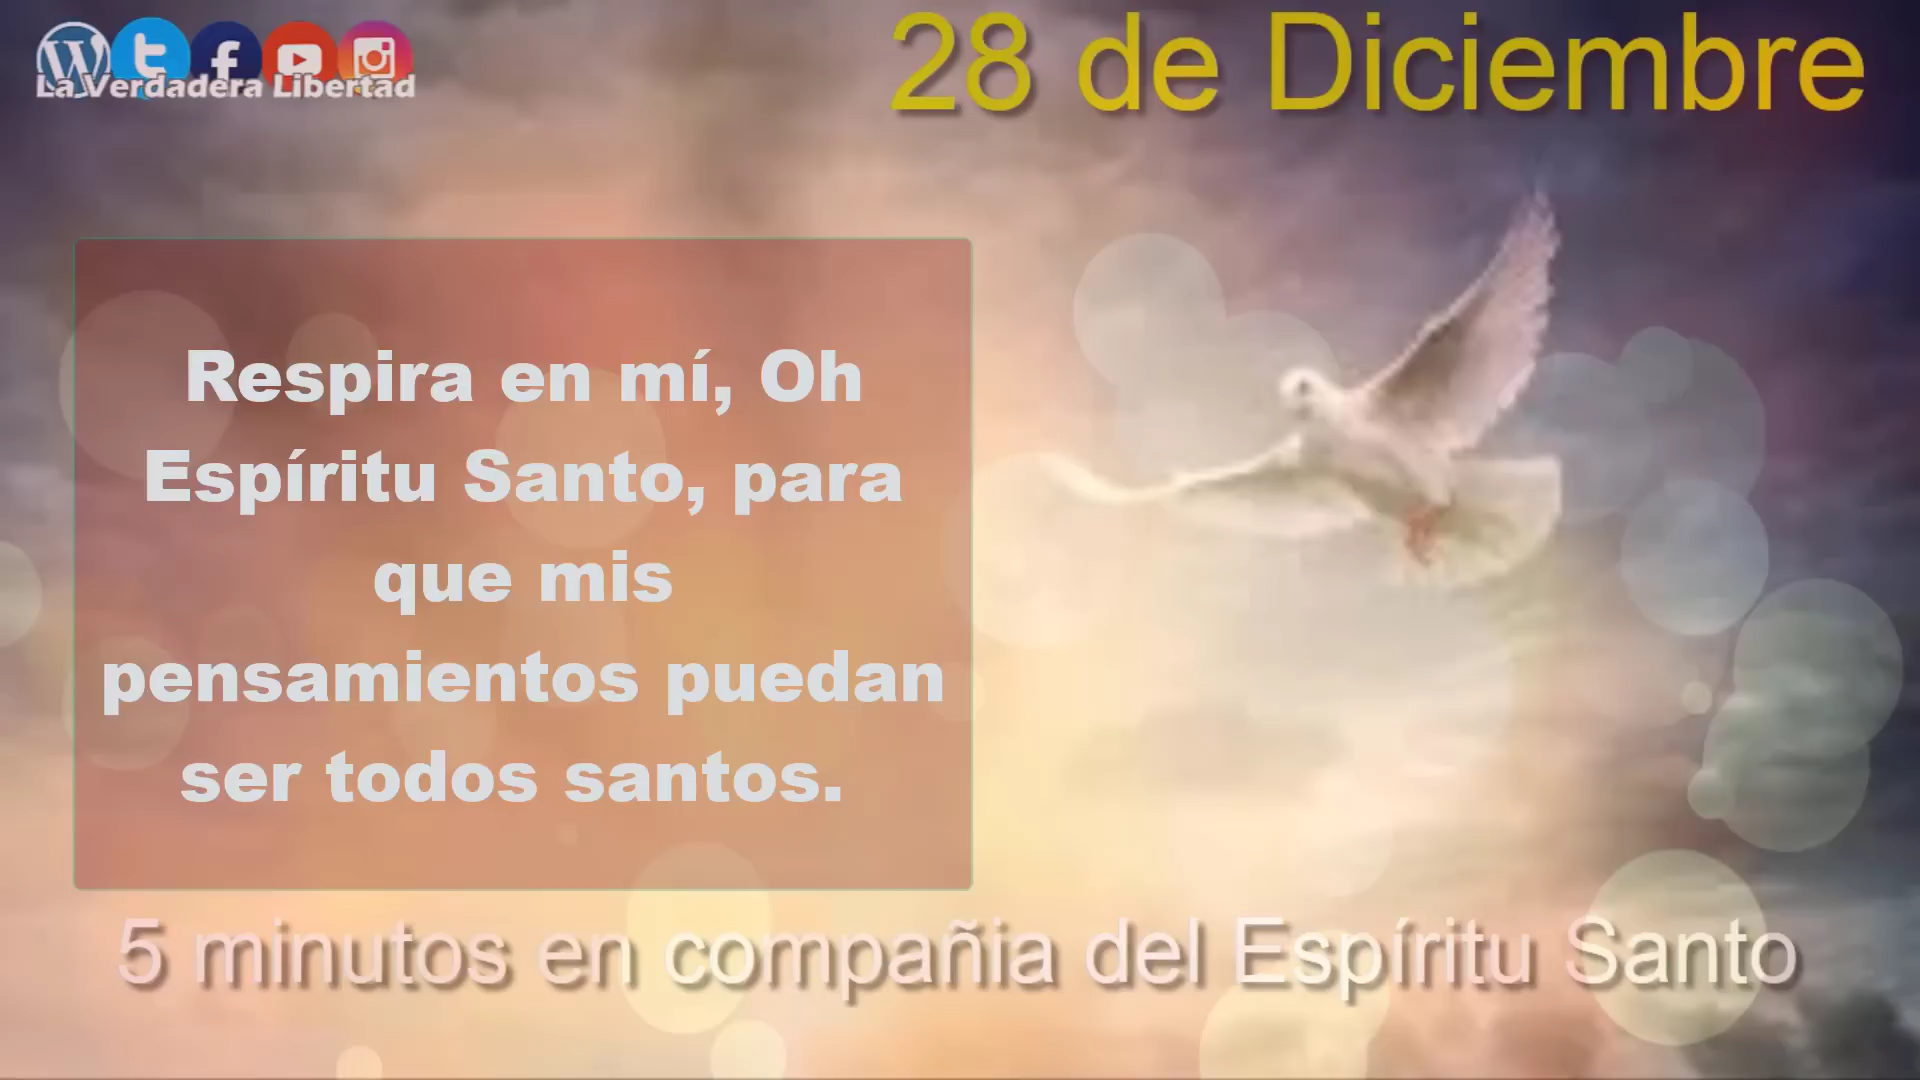 La Verdadera Libertad
28 de Diciembre
Respira en mí, Oh
Espíritu Santo, para
que mis
pensamientos puedan
ser todos santos.
5 minutos en compañia del Espíritu Santo